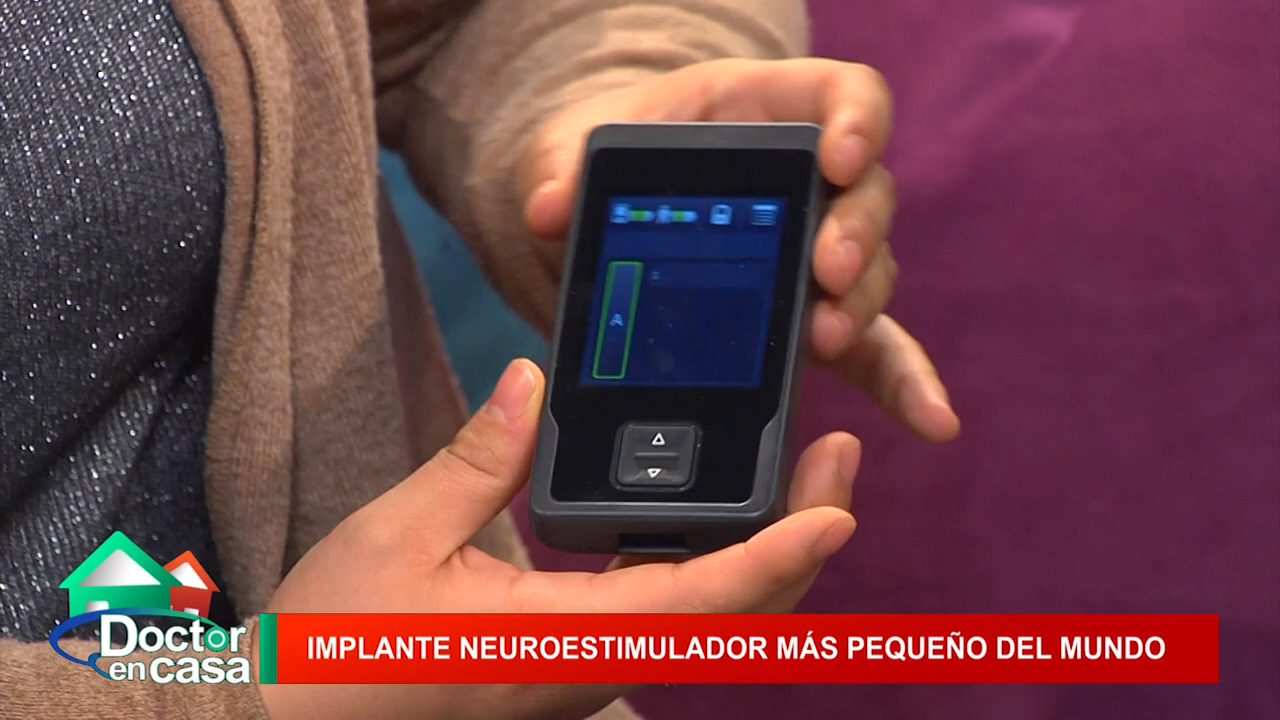 A
Doctor
en casa
IMPLANTE NEUROESTIMULADOR MÁS PEQUEÑO DEL MUNDO